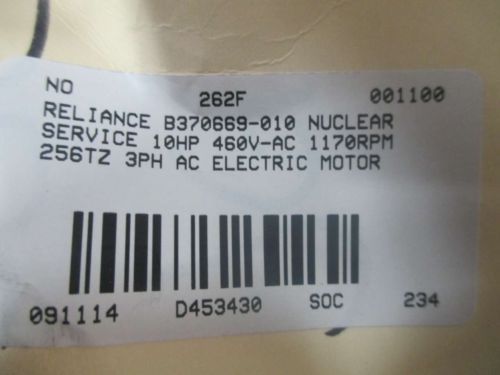 NO 262F 001100
RELIANCE B370669-010 NUCLEAR
SERVICE 10HP 460V-AC 1170RPM
256TZ 3PH AC ELECTRIC MOTOR
091114 D453430 SOC 234